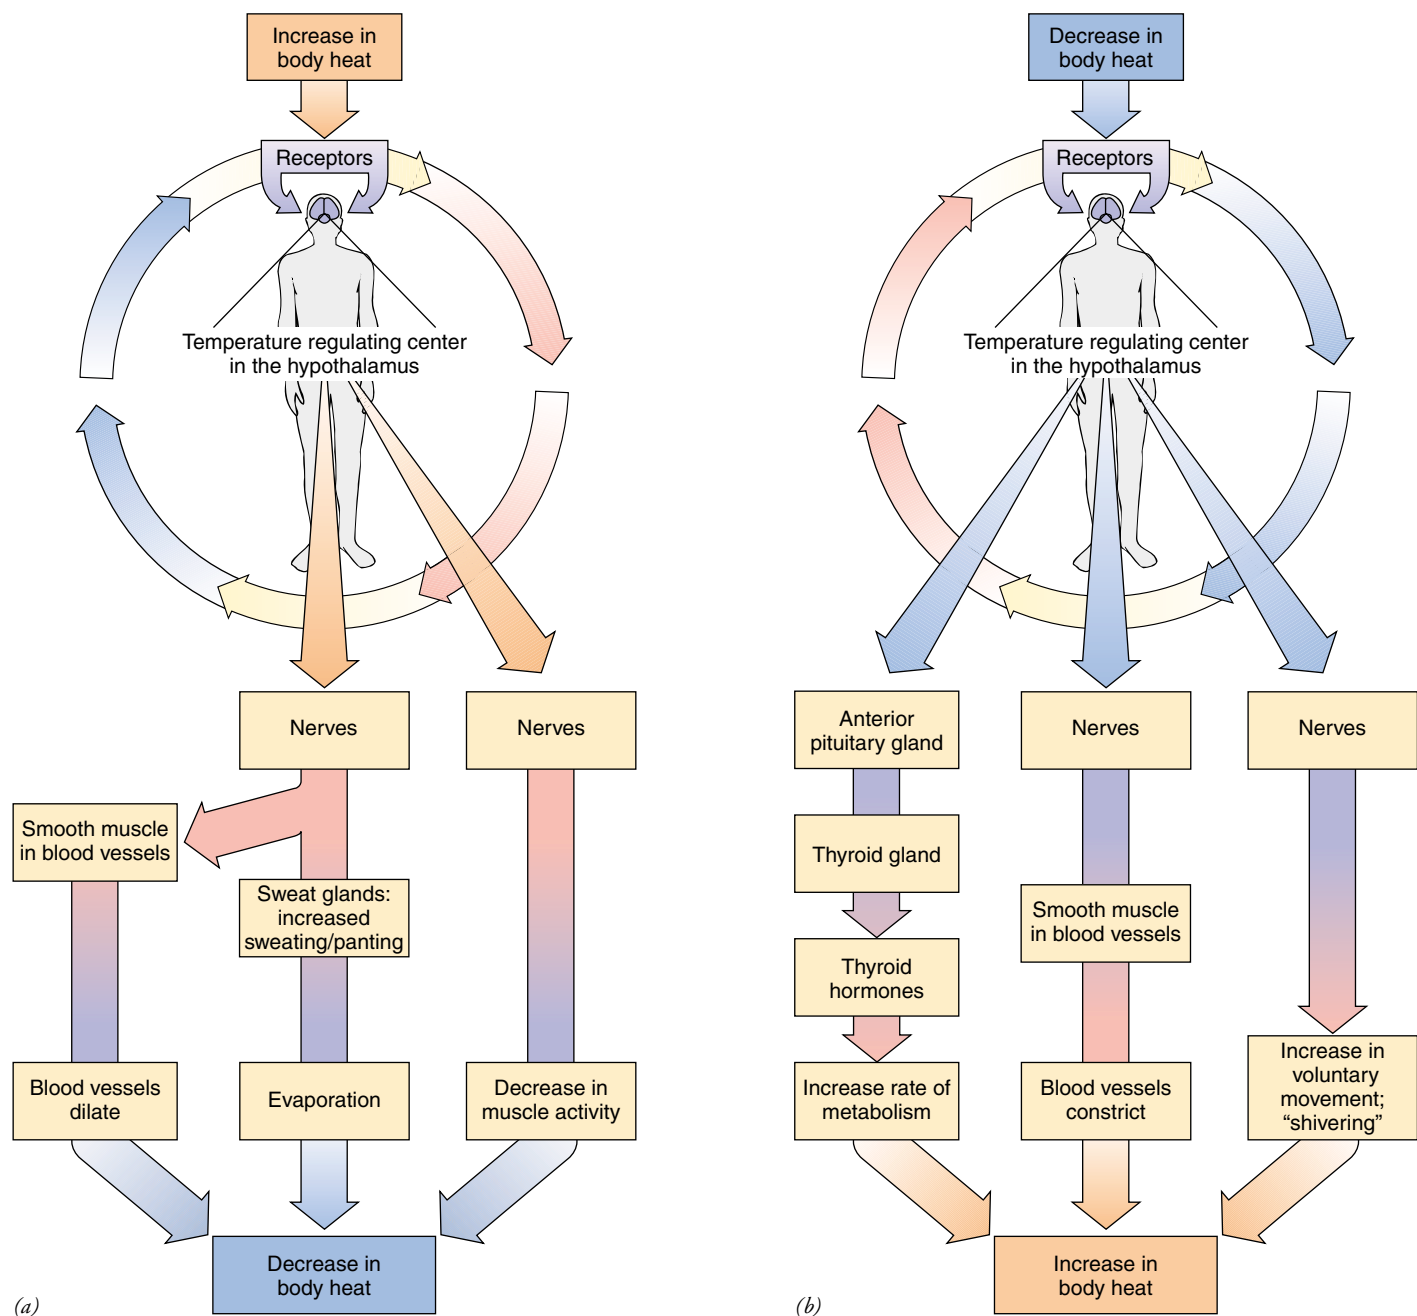 Increase in
body heat
Receptors
Temperature regulating center
in the hypothalamus
Nerves
Nerves
Smooth muscle
in blood vessels
Sweat glands:
increased
sweating/panting
Blood vessels
dilate
Evaporation
Decrease in
muscle activity
Decrease in
body heat
(a)
Decrease in
body heat
Receptors
Temperature regulating center
in the hypothalamus
Anterior
pituitary gland
Nerves
Nerves
Thyroid gland
Smooth muscle
in blood vessels
Thyroid
hormones
Increase rate of
metabolism
Blood vessels
constrict
Increase in
voluntary
movement;
“shivering”
Increase in
body heat
(b)